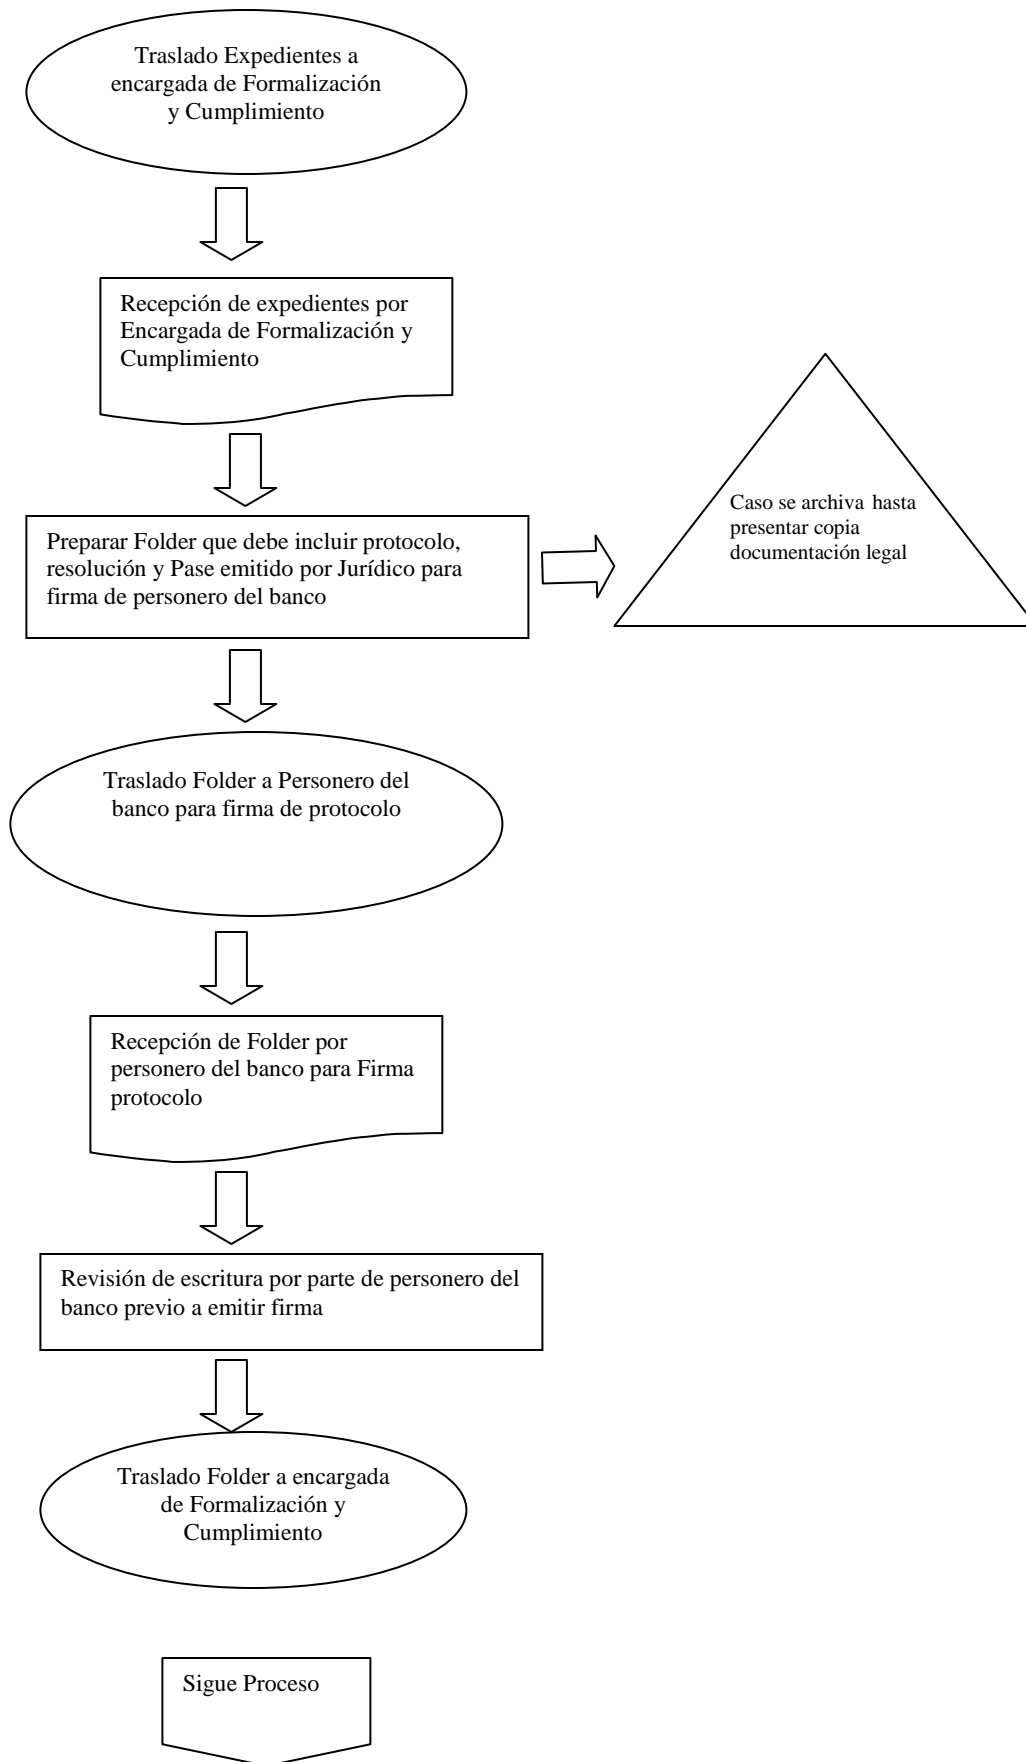 Traslado Expedientes a
encargada de Formalización
y Cumplimiento
Recepción de expedientes por
Encargada de Formalización y
Cumplimiento
Preparar Folder que debe incluir protocolo,
resolución y Pase emitido por Jurídico para
firma de personero del banco
Caso se archiva hasta
presentar copia
documentación legal
Traslado Folder a Personero del
banco para firma de protocolo
Recepción de Folder por
personero del banco para Firma
protocolo
Revisión de escritura por parte de personero del
banco previo a emitir firma
Traslado Folder a encargada
de Formalización y
Cumplimiento
Sigue Proceso